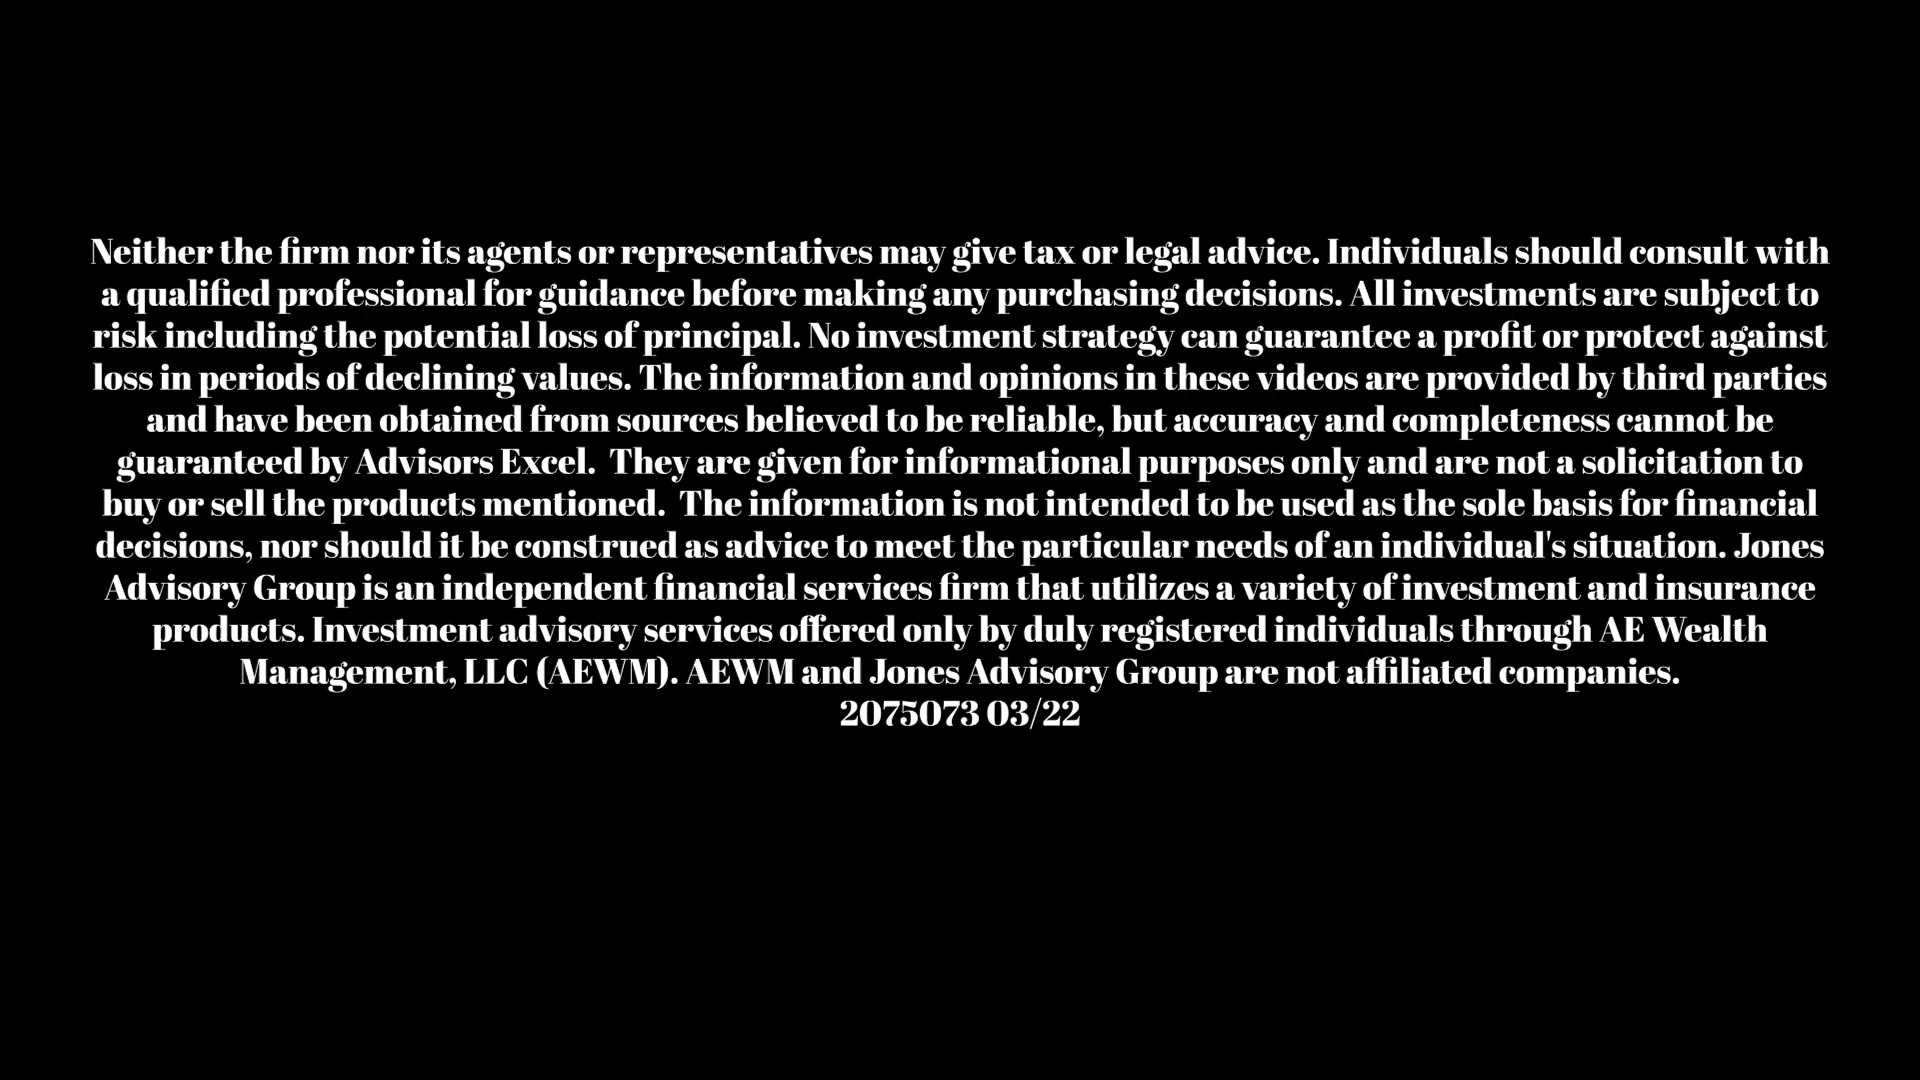 Neither the firm nor its agents or representatives may give tax or legal advice. Individuals should consult with
a qualified professional for guidance before making any purchasing decisions. All investments are subject to
risk including the potential loss of principal. No investment strategy can guarantee a profit or protect against
loss in periods of declining values. The information and opinions in these videos are provided by third parties
and have been obtained from sources believed to be reliable, but accuracy and completeness cannot be
guaranteed by Advisors Excel.  They are given for informational purposes only and are not a solicitation to
buy or sell the products mentioned.  The information is not intended to be used as the sole basis for financial
decisions, nor should it be construed as advice to meet the particular needs of an individual's situation. Jones
Advisory Group is an independent financial services firm that utilizes a variety of investment and insurance
products. Investment advisory services offered only by duly registered individuals through AE Wealth
Management, LLC (AEWM). AEWM and Jones Advisory Group are not affiliated companies.
2075073 03/22